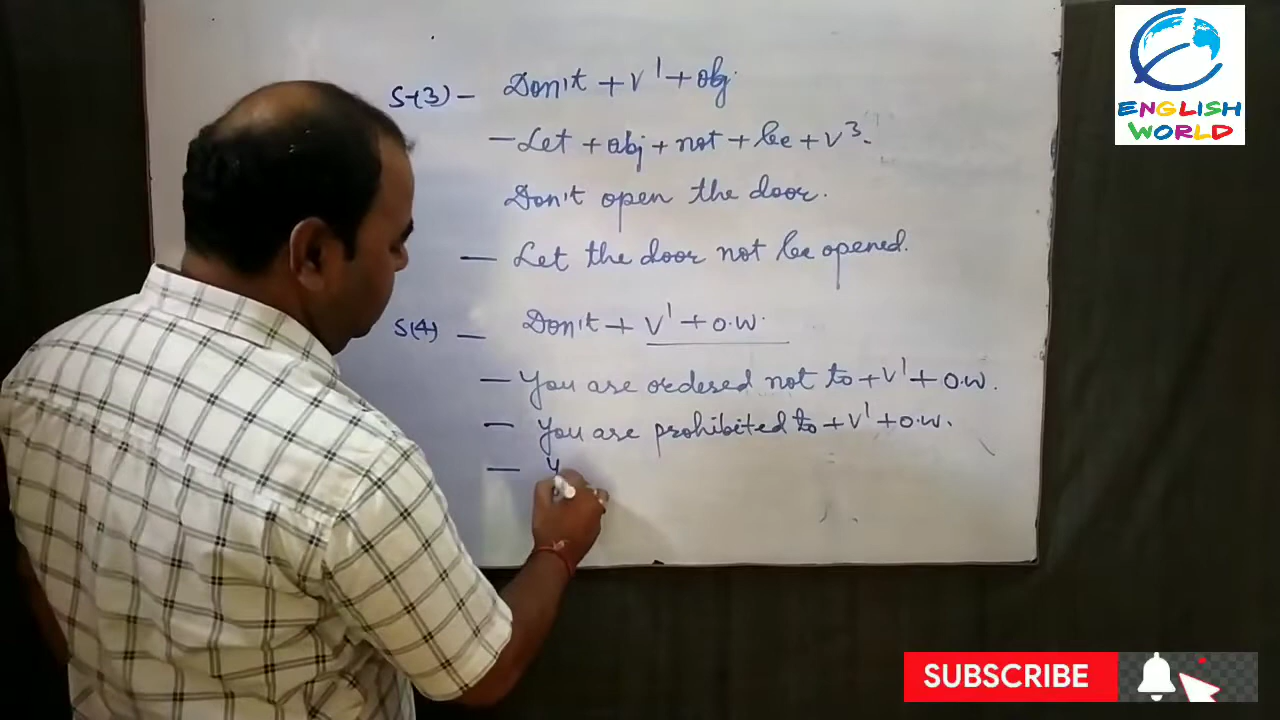 S-(3) - Don't + V¹ + obj.
- Let + obj + not + be + V³.
Don't open the door.
- Let the door not be opened.
S(4) - Don't + V¹ + O.W.
- You are ordered not to + V¹ + O.W.
- You are prohibited to + V¹ + O.W.
- Y
ENGLISH
WORLD
SUBSCRIBE